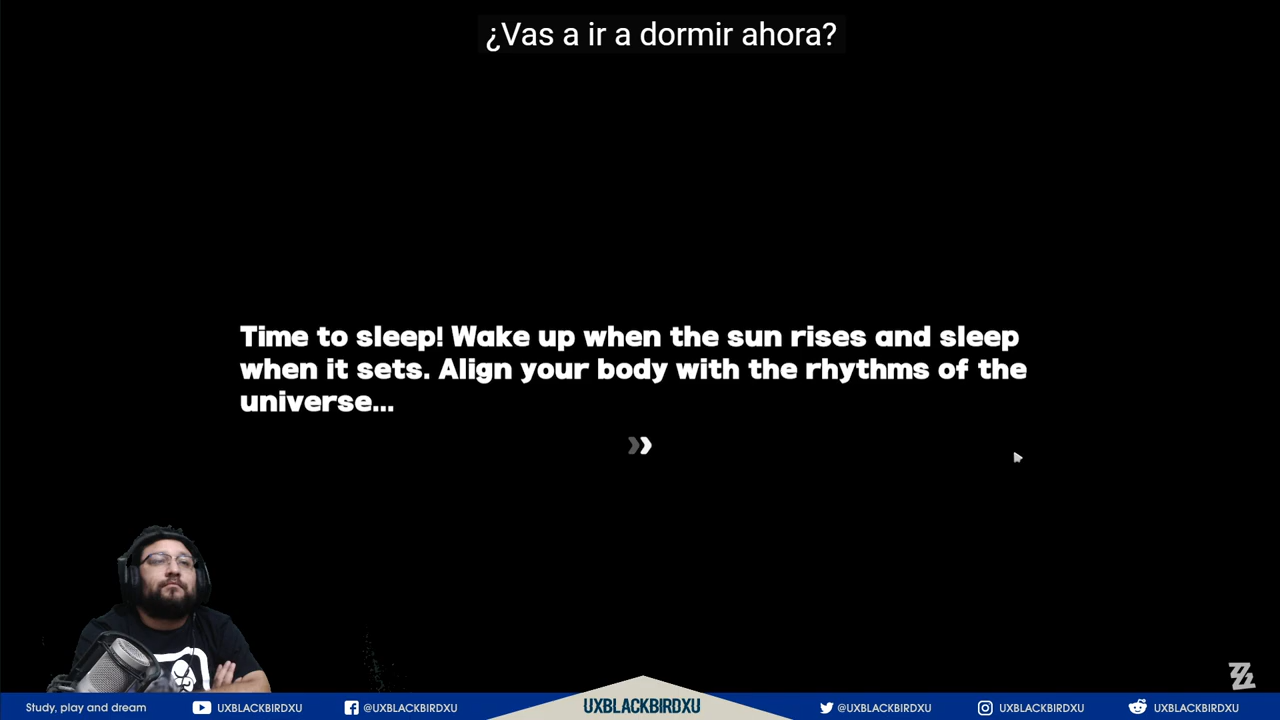 ¿Vas a ir a dormir ahora?
Time to sleep! Wake up when the sun rises and sleep
when it sets. Align your body with the rhythms of the
universe...
Study, play and dream
UXBLACKBIRDXU
@UXBLACKBIRDXU
UXBLACKBIRDXU
@UXBLACKBIRDXU
UXBLACKBIRDXU
UXBLACKBIRDXU